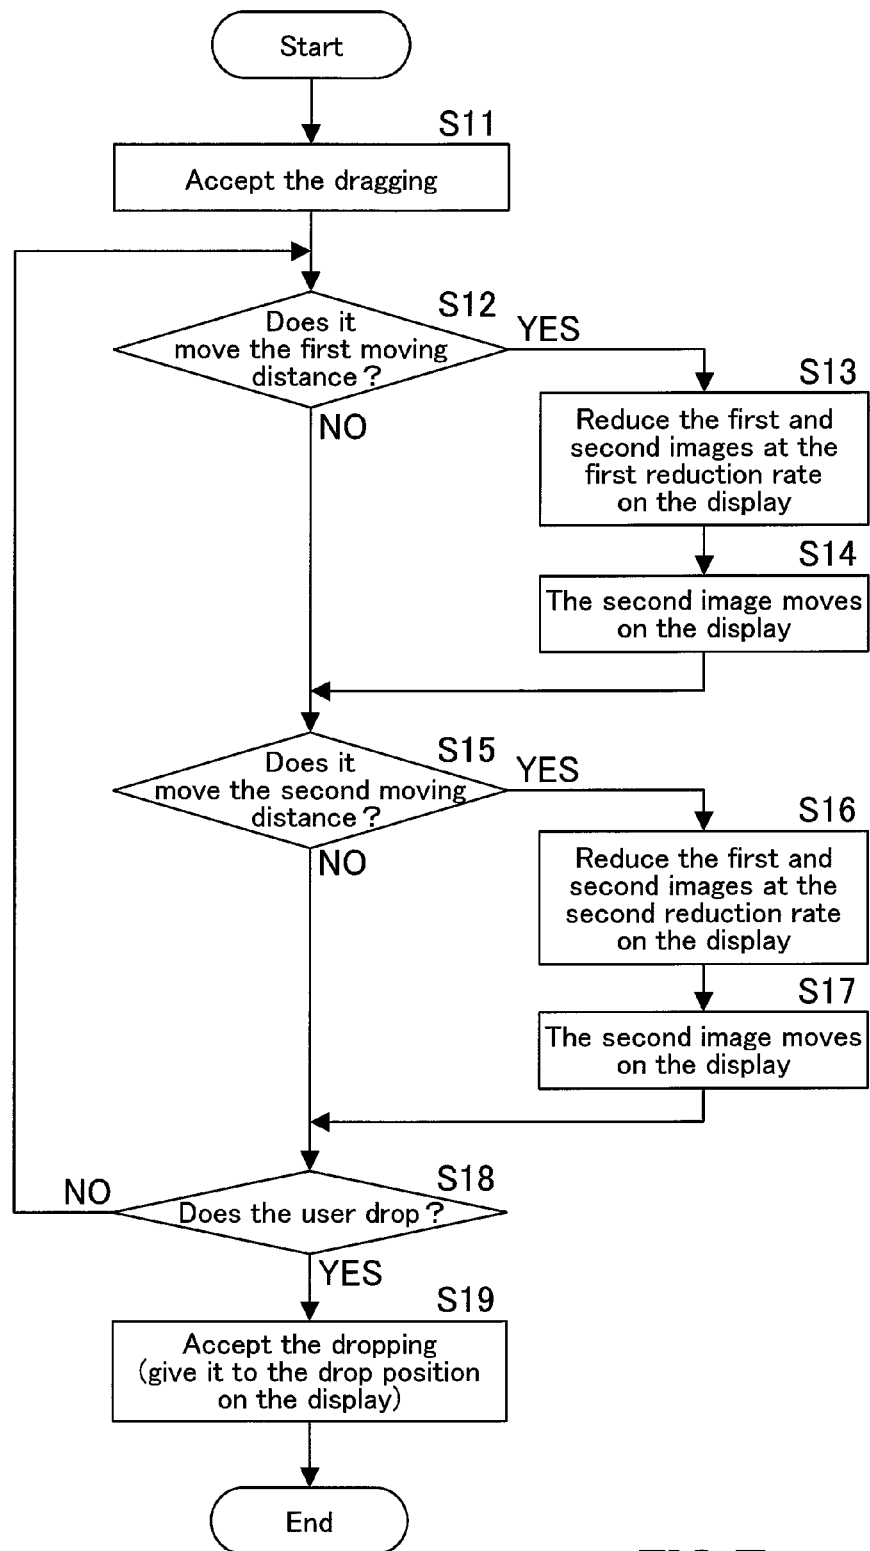 Start
S11
Accept the dragging
S12
Does it
move the first moving
distance?
YES
NO
S13
Reduce the first and
second images at the
first reduction rate
on the display
S14
The second image moves
on the display
S15
Does it
move the second moving
distance?
YES
NO
S16
Reduce the first and
second images at the
second reduction rate
on the display
S17
The second image moves
on the display
S18
Does the user drop?
NO
YES
S19
Accept the dropping
(give it to the drop position
on the display)
End